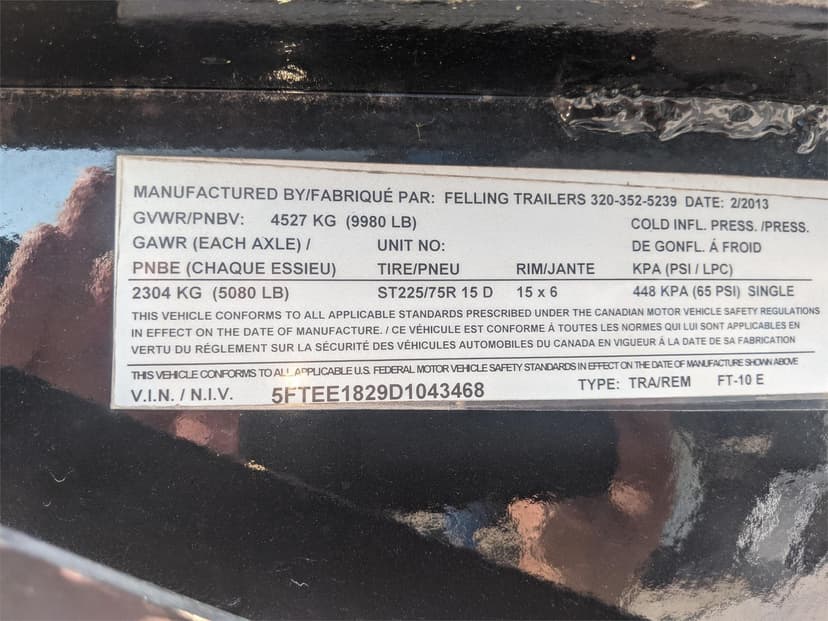 MANUFACTURED BY/FABRIQUÉ PAR: FELLING TRAILERS 320-352-5239 DATE: 2/2013
GVWR/PNBV: 4527 KG (9980 LB) COLD INFL. PRESS. /PRESS.
GAWR (EACH AXLE) / UNIT NO: DE GONFL. Á FROID
PNBE (CHAQUE ESSIEU) TIRE/PNEU RIM/JANTE KPA (PSI / LPC)
2304 KG (5080 LB) ST225/75R 15 D 15 x 6 448 KPA (65 PSI) SINGLE
THIS VEHICLE CONFORMS TO ALL APPLICABLE STANDARDS PRESCRIBED UNDER THE CANADIAN MOTOR VEHICLE SAFETY REGULATIONS
IN EFFECT ON THE DATE OF MANUFACTURE. / CE VÉHICULE EST CONFORME À TOUTES LES NORMES QUI LUI SONT APPLICABLES EN
VERTU DU RÉGLEMENT SUR LA SÉCURITÉ DES VÉHICULES AUTOMOBILES DU CANADA EN VIGUEUR À LA DATE DE SA FABRICATION
THIS VEHICLE CONFORMS TO ALL APPLICABLE U.S. FEDERAL MOTOR VEHICLE SAFETY STANDARDS IN EFFECT ON THE DATE OF MANUFACTURE SHOWN ABOVE
V.I.N. / N.I.V. 5FTEE1829D1043468 TYPE: TRA/REM FT-10 E